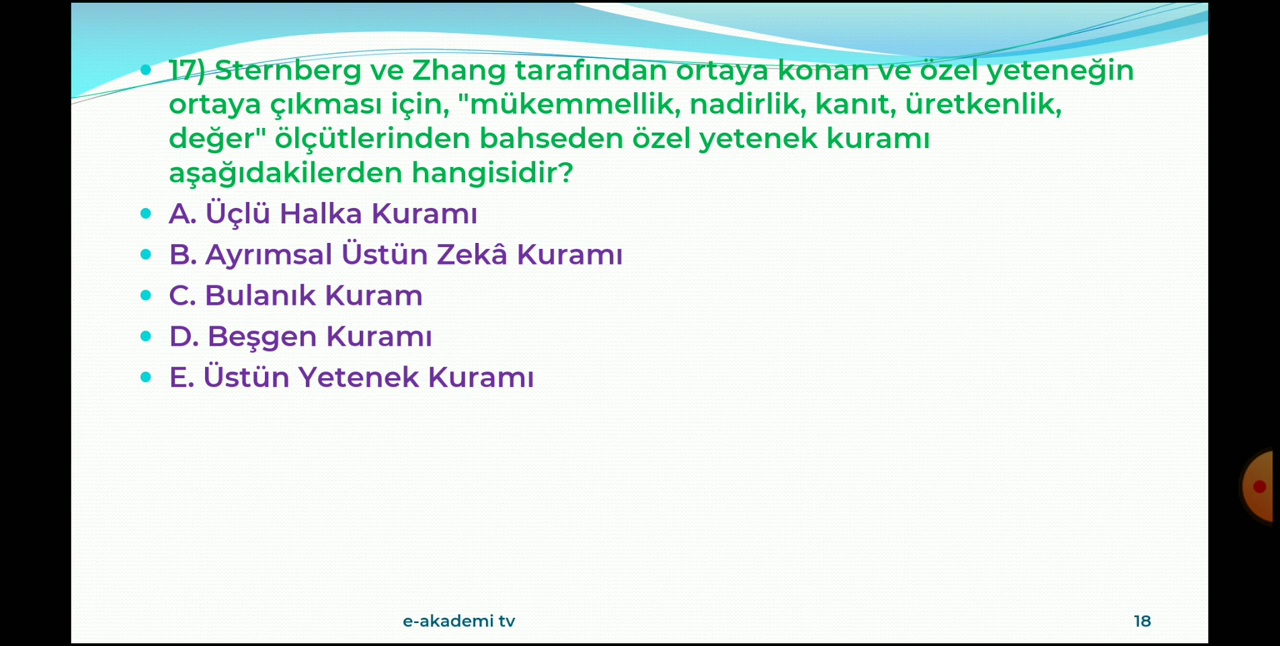 17) Sternberg ve Zhang tarafından ortaya konan ve özel yeteneğin
ortaya çıkması için, "mükemmellik, nadirlik, kanıt, üretkenlik,
değer" ölçütlerinden bahseden özel yetenek kuramı
aşağıdakilerden hangisidir?
A. Üçlü Halka Kuramı
B. Ayrımsal Üstün Zekâ Kuramı
C. Bulanık Kuram
D. Beşgen Kuramı
E. Üstün Yetenek Kuramı
e-akademi tv
18